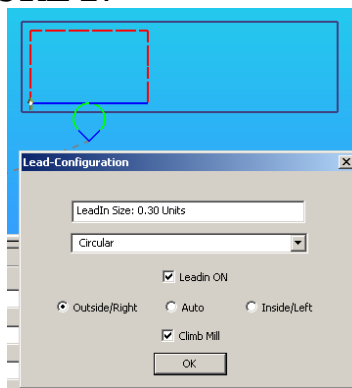 Lead-Configuration
LeadIn Size: 0.30 Units
Circular
Leadin ON
Outside/Right Auto Inside/Left
Climb Mill
OK